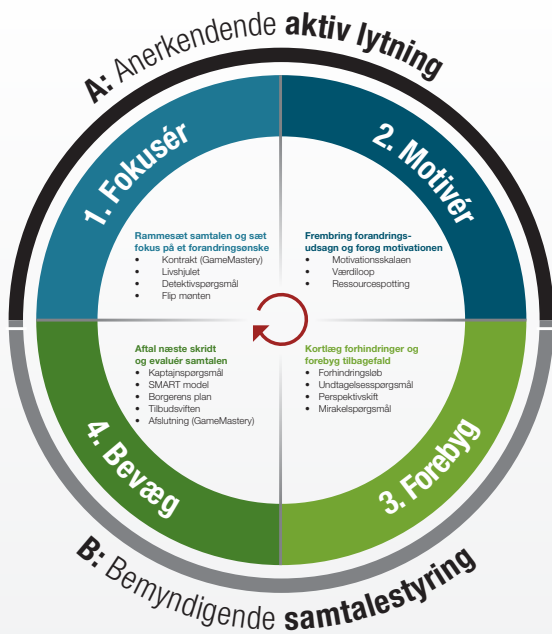 A: Anerkendende aktiv lytning
1. Fokusér
2. Motivér
Rammesæt samtalen og sæt
fokus på et forandringsønske
• Kontrakt (GameMastery)
• Livshjulet
• Detektivspørgsmål
• Flip mønten
Frembring forandrings-
udsagn og forøg motivationen
• Motivationsskalaen
• Værdiloop
• Ressourcespotting
Aftal næste skridt
og evaluér samtalen
• Kaptajnspørgsmål
• SMART model
• Borgerens plan
• Tilbudsviften
• Afslutning (GameMastery)
Kortlæg forhindringer og
forebyg tilbagefald
• Forhindringsløb
• Undtagelsesspørgsmål
• Perspektivskift
• Mirakelspørgsmål
4. Bevæg
3. Forebyg
B: Bemyndigende samtalestyring